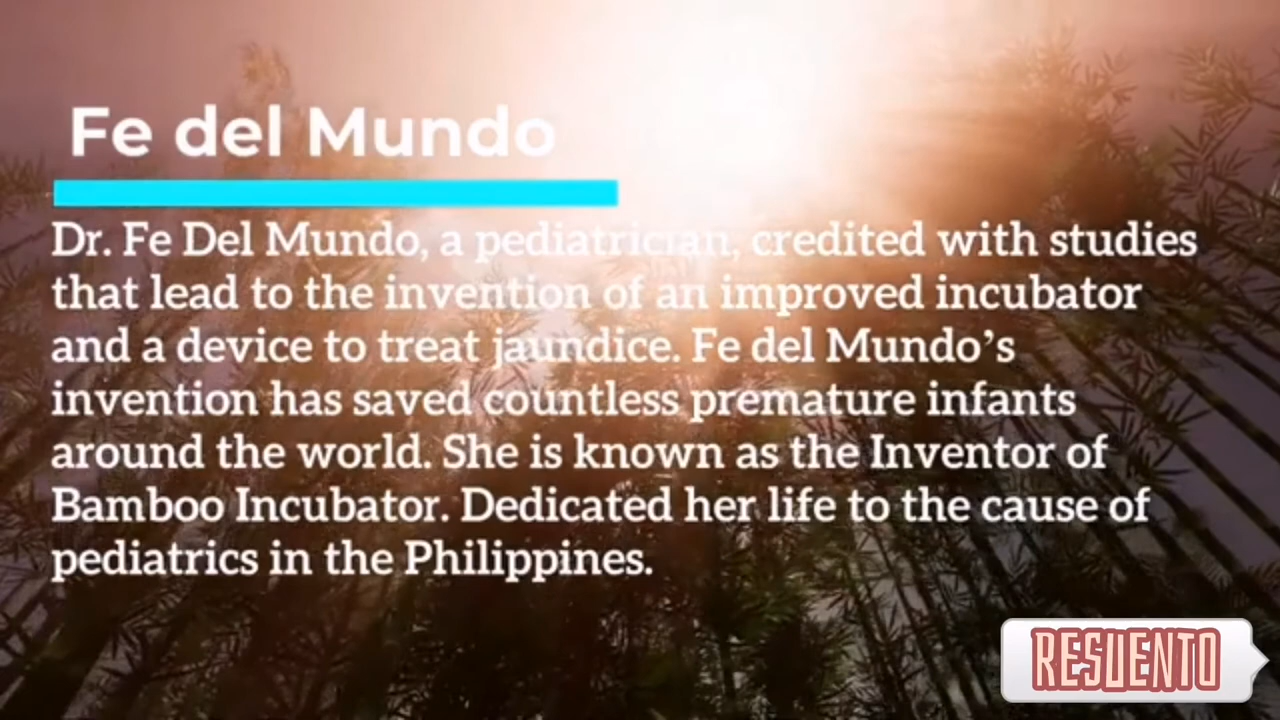 Fe del Mundo
Dr. Fe Del Mundo, a pediatrician, credited with studies
that lead to the invention of an improved incubator
and a device to treat jaundice. Fe del Mundo’s
invention has saved countless premature infants
around the world. She is known as the Inventor of
Bamboo Incubator. Dedicated her life to the cause of
pediatrics in the Philippines.
RESUENTO